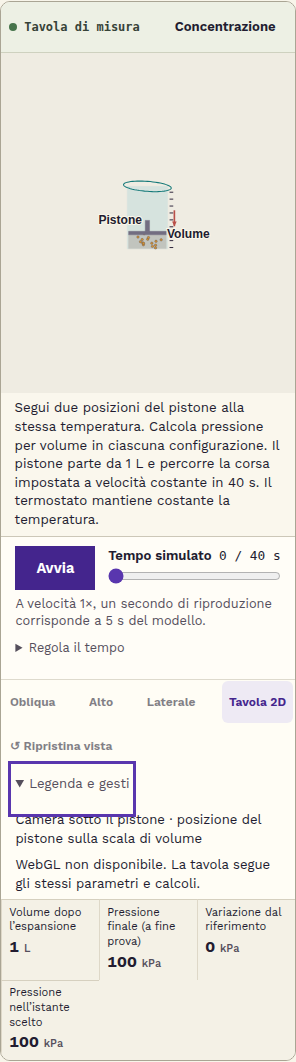 Tavola di misura Concentrazione
Pistone
Volume
Segui due posizioni del pistone alla
stessa temperatura. Calcola pressione
per volume in ciascuna configurazione. Il
pistone parte da 1 L e percorre la corsa
impostata a velocità costante in 40 s. Il
termostato mantiene costante la
temperatura.
Avvia
Tempo simulato 0 / 40 s
A velocità 1×, un secondo di riproduzione
corrisponde a 5 s del modello.
▶ Regola il tempo
Obliqua Alto Laterale Tavola 2D
↺ Ripristina vista
▼ Legenda e gesti
Camera sotto il pistone · posizione del
pistone sulla scala di volume
WebGL non disponibile. La tavola segue
gli stessi parametri e calcoli.
Volume dopo
l'espansione
1 L
Pressione
finale (a fine
prova)
100 kPa
Variazione dal
riferimento
0 kPa
Pressione
nell'istante
scelto
100 kPa